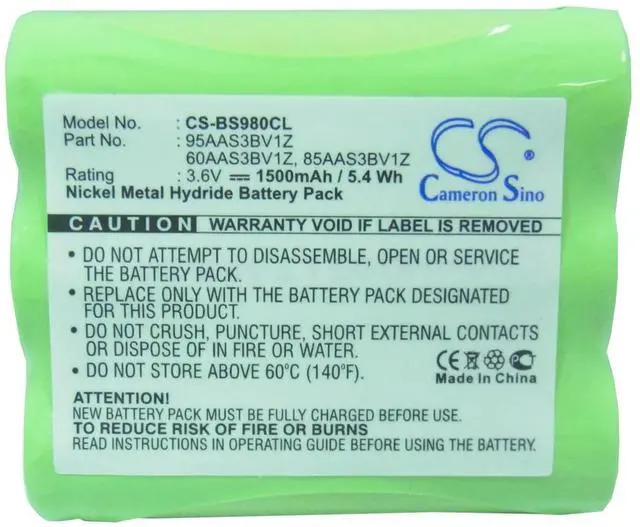 Model No. : CS-BS980CL
Part No. : 95AAS3BV1Z
60AAS3BV1Z, 85AAS3BV1Z
Rating : 3.6V 1500mAh / 5.4 Wh
Nickel Metal Hydride Battery Pack
CS
Cameron Sino
CAUTION WARRANTY VOID IF LABEL IS REMOVED
• DO NOT ATTEMPT TO DISASSEMBLE, OPEN OR SERVICE
THE BATTERY PACK.
• REPLACE ONLY WITH THE BATTERY PACK DESIGNATED
FOR THIS PRODUCT.
• DO NOT CRUSH, PUNCTURE, SHORT EXTERNAL CONTACTS
OR DISPOSE OF IN FIRE OR WATER.
• DO NOT STORE ABOVE 60°C (140°F).
CE
Made In China
ATTENTION!
NEW BATTERY PACK MUST BE FULLY CHARGED BEFORE USE
TO REDUCE RISK OF FIRE OR BURNS
READ INSTRUCTIONS IN OPERATING GUIDE BEFORE USING